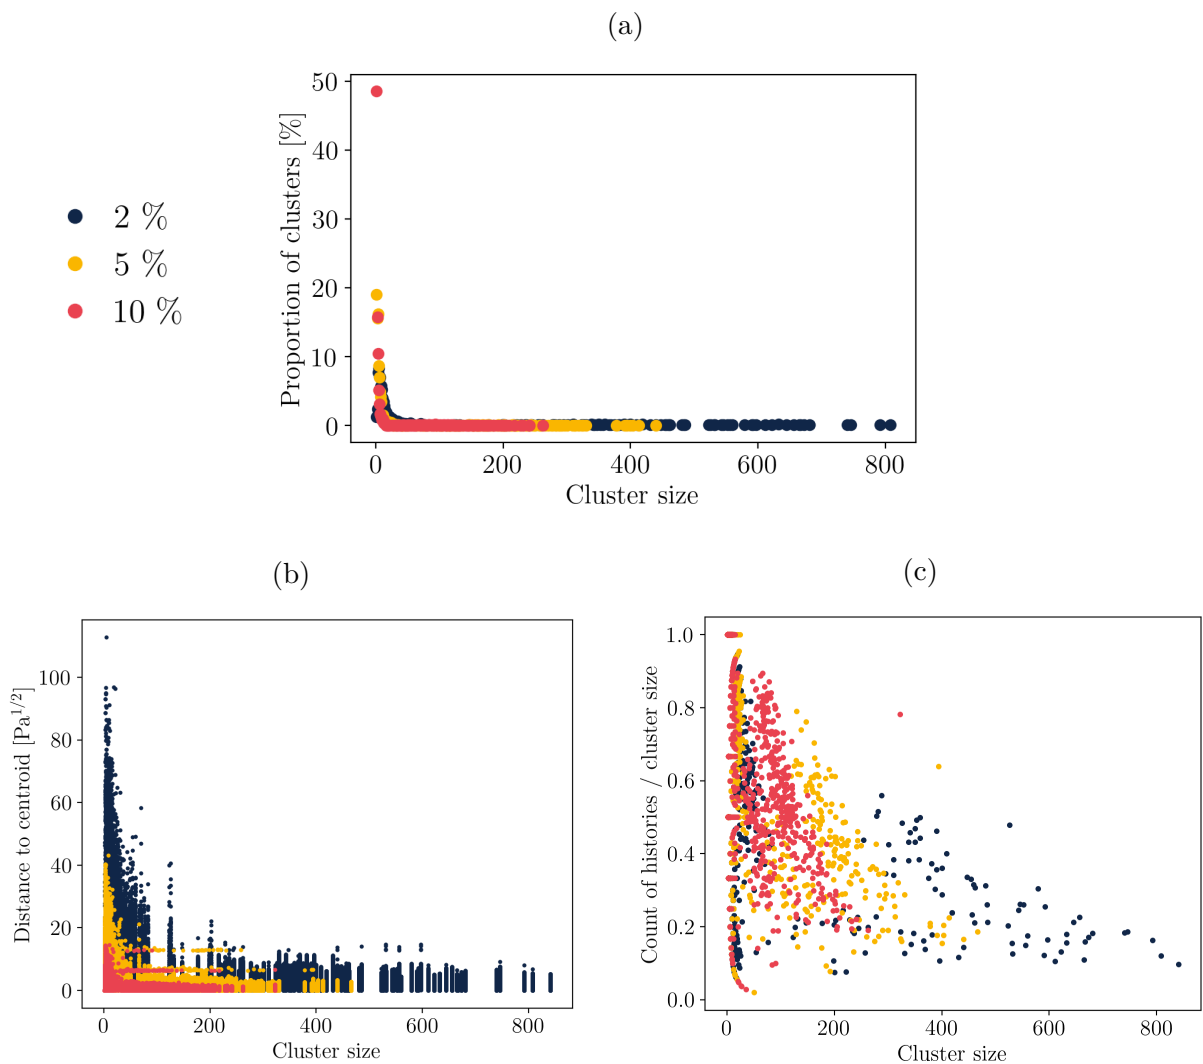 (a)
Proportion of clusters [%]
50
40
30
20
10
0
0 200 400 600 800
Cluster size
2 %
5 %
10 %
(b)
Distance to centroid [Pa^{1/2}]
100
80
60
40
20
0
0 200 400 600 800
Cluster size
(c)
Count of histories / cluster size
1.0
0.8
0.6
0.4
0.2
0.0
0 200 400 600 800
Cluster size